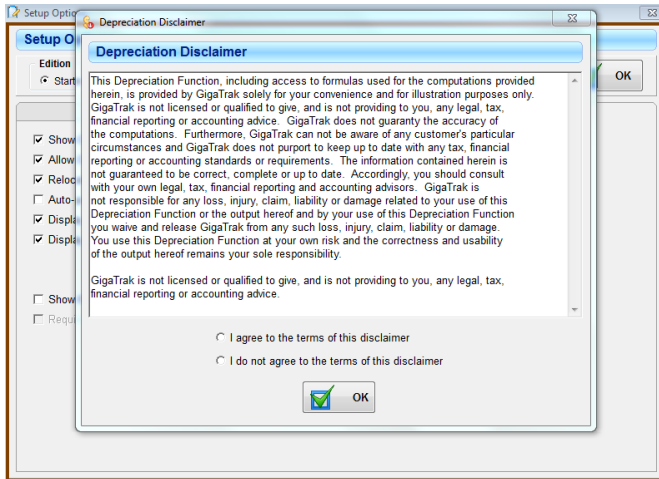 Setup Optio
Depreciation Disclaimer
Setup O
Depreciation Disclaimer
Edition
Start
OK
This Depreciation Function, including access to formulas used for the computations provided
herein, is provided by GigaTrak solely for your convenience and for illustration purposes only.
GigaTrak is not licensed or qualified to give, and is not providing to you, any legal, tax,
financial reporting or accounting advice. GigaTrak does not guaranty the accuracy of
the computations. Furthermore, GigaTrak can not be aware of any customer's particular
circumstances and GigaTrak does not purport to keep up to date with any tax, financial
reporting or accounting standards or requirements. The information contained herein is
not guaranteed to be correct, complete or up to date. Accordingly, you should consult
with your own legal, tax, financial reporting and accounting advisors. GigaTrak is
not responsible for any loss, injury, claim, liability or damage related to your use of this
Depreciation Function or the output hereof and by your use of this Depreciation Function
you waive and release GigaTrak from any such loss, injury, claim, liability or damage.
You use this Depreciation Function at your own risk and the correctness and usability
of the output hereof remains your sole responsibility.
GigaTrak is not licensed or qualified to give, and is not providing to you, any legal, tax,
financial reporting or accounting advice.
Show
Allow
Reloc
Auto-
Displa
Displa
Show
Requi
I agree to the terms of this disclaimer
I do not agree to the terms of this disclaimer
OK